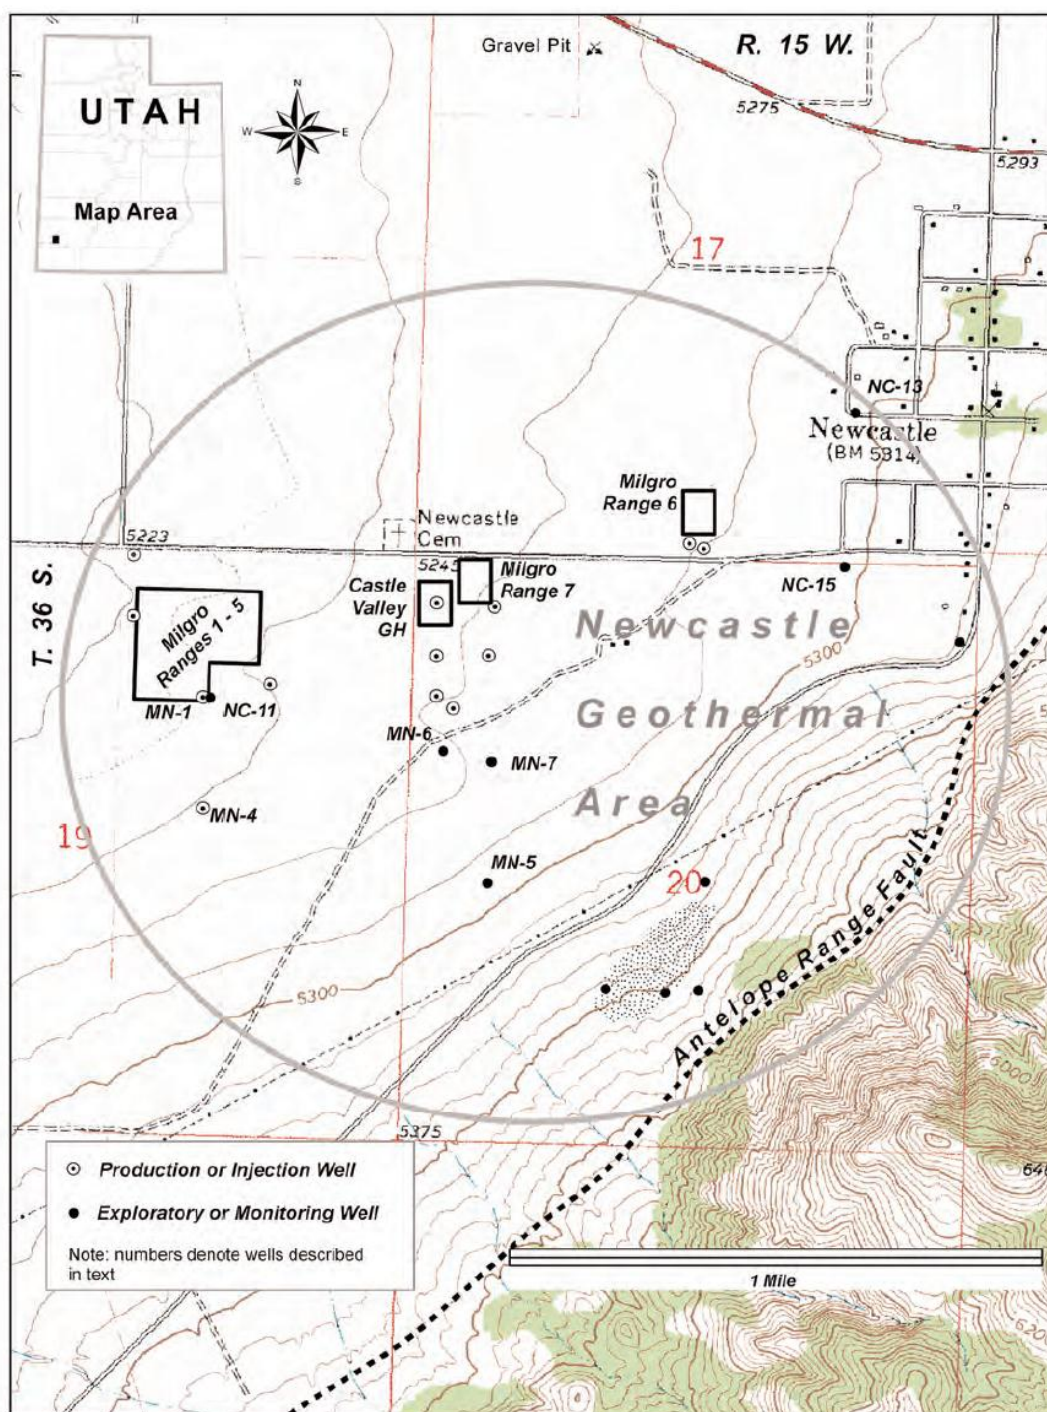 Gravel Pit
R. 15 W.
UTAH
N
W
E
S
5275
5293
Map Area
17
NC-13
Newcastle
(BM 5314)
Milgro
Range 6
Newcastle
Cem
5223
5245
Milgro
Range 7
Castle
Valley
GH
NC-15
T. 36 S.
Milgro
Ranges 1 - 5
Newcastle
5300
MN-1
NC-11
Geothermal
MN-6
MN-7
Area
MN-4
19
MN-5
20
Antelope Range Fault
5300
6000
5375
Production or Injection Well
Exploratory or Monitoring Well
Note: numbers denote wells described
in text
1 Mile
6200